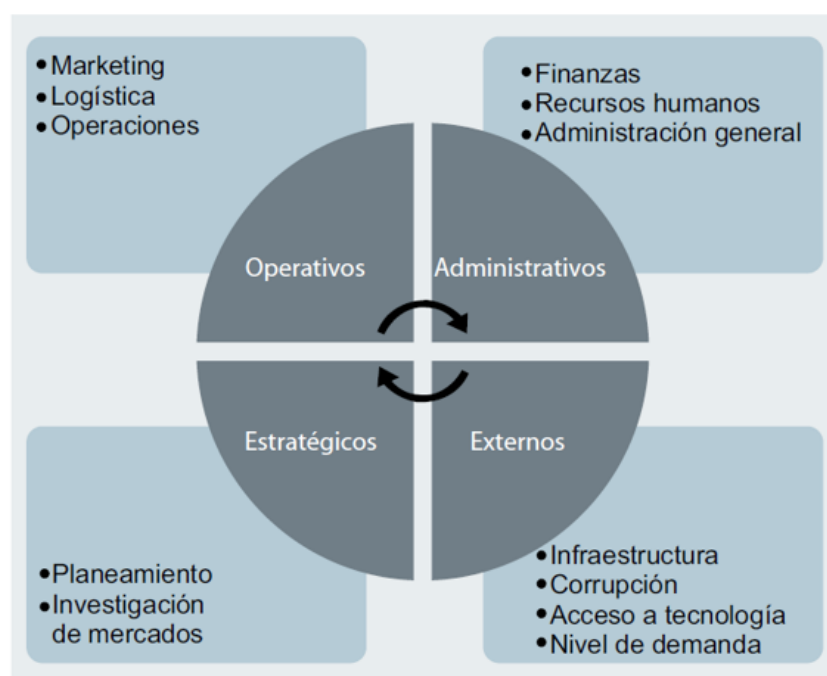 • Marketing
• Logística
• Operaciones
• Finanzas
• Recursos humanos
• Administración general
Operativos
Administrativos
Estratégicos
Externos
• Planeamiento
• Investigación
de mercados
• Infraestructura
• Corrupción
• Acceso a tecnología
• Nivel de demanda